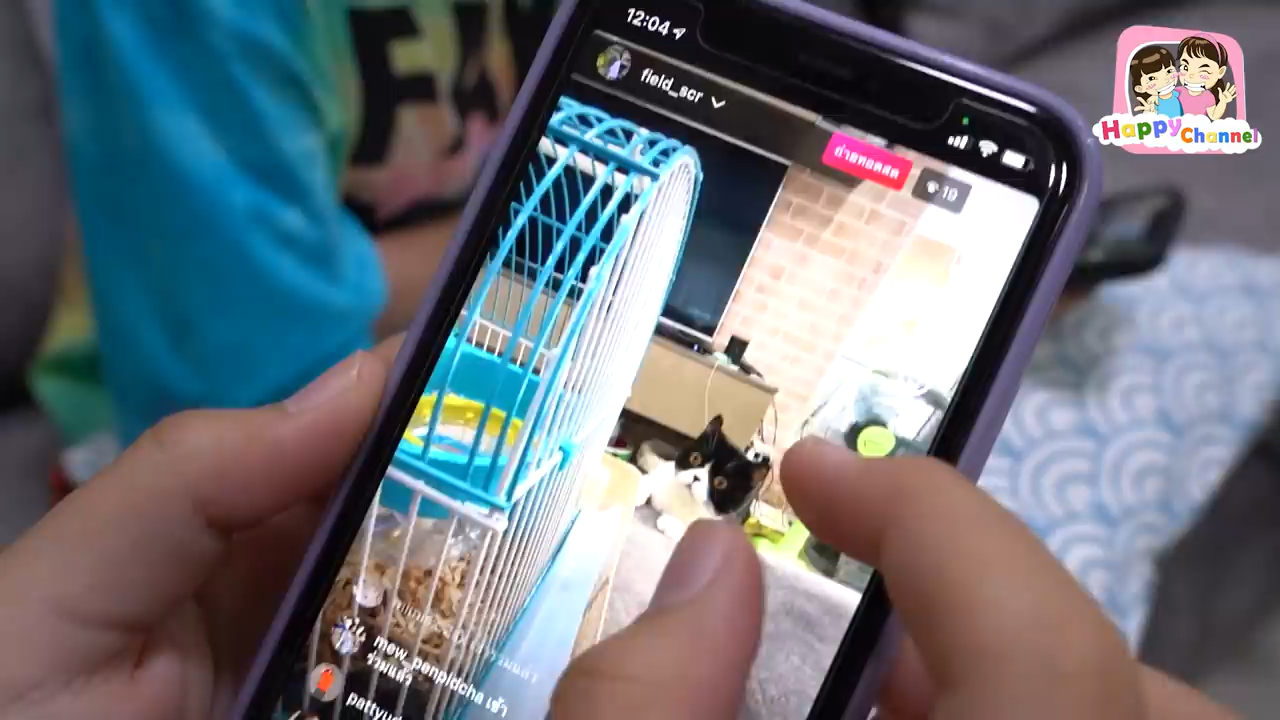 12:04
field_scr
ถ่ายทอดสด
19
Happy Channel
mew_penpidcha เข้า
ร่วมแล้ว